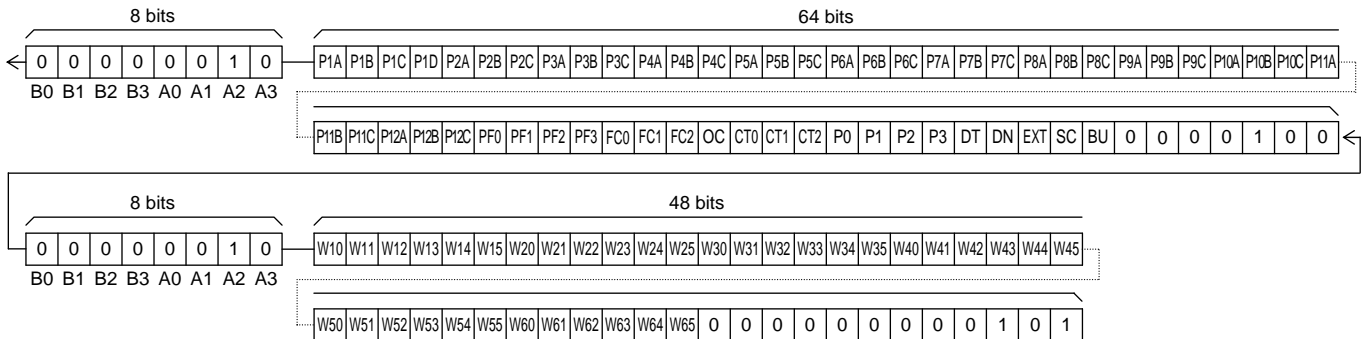 8 bits 64 bits
0 0 0 0 0 0 1 0 P1A P1B P1C P1D P2A P2B P2C P3A P3B P3C P4A P4B P4C P5A P5B P5C P6A P6B P6C P7A P7B P7C P8A P8B P8C P9A P9B P9C P10A P10B P10C P11A
B0 B1 B2 B3 A0 A1 A2 A3
P11B P11C P12A P12B P12C PF0 PF1 PF2 PF3 FC0 FC1 FC2 OC CT0 CT1 CT2 P0 P1 P2 P3 DT DN EXT SC BU 0 0 0 0 1 0 0
8 bits 48 bits
0 0 0 0 0 0 1 0 W10 W11 W12 W13 W14 W15 W20 W21 W22 W23 W24 W25 W30 W31 W32 W33 W34 W35 W40 W41 W42 W43 W44 W45
B0 B1 B2 B3 A0 A1 A2 A3
W50 W51 W52 W53 W54 W55 W60 W61 W62 W63 W64 W65 0 0 0 0 0 0 0 0 0 1 0 1